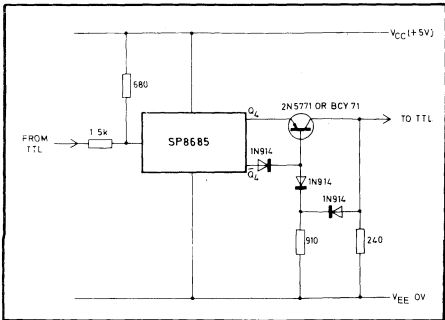 VCC (+5V)
680
Q4
2N5771 OR BCY 71
FROM
TTL
1 5k
SP8685
TO TTL
1N914
Q̄4
1N914
1N914
910
240
VEE 0V